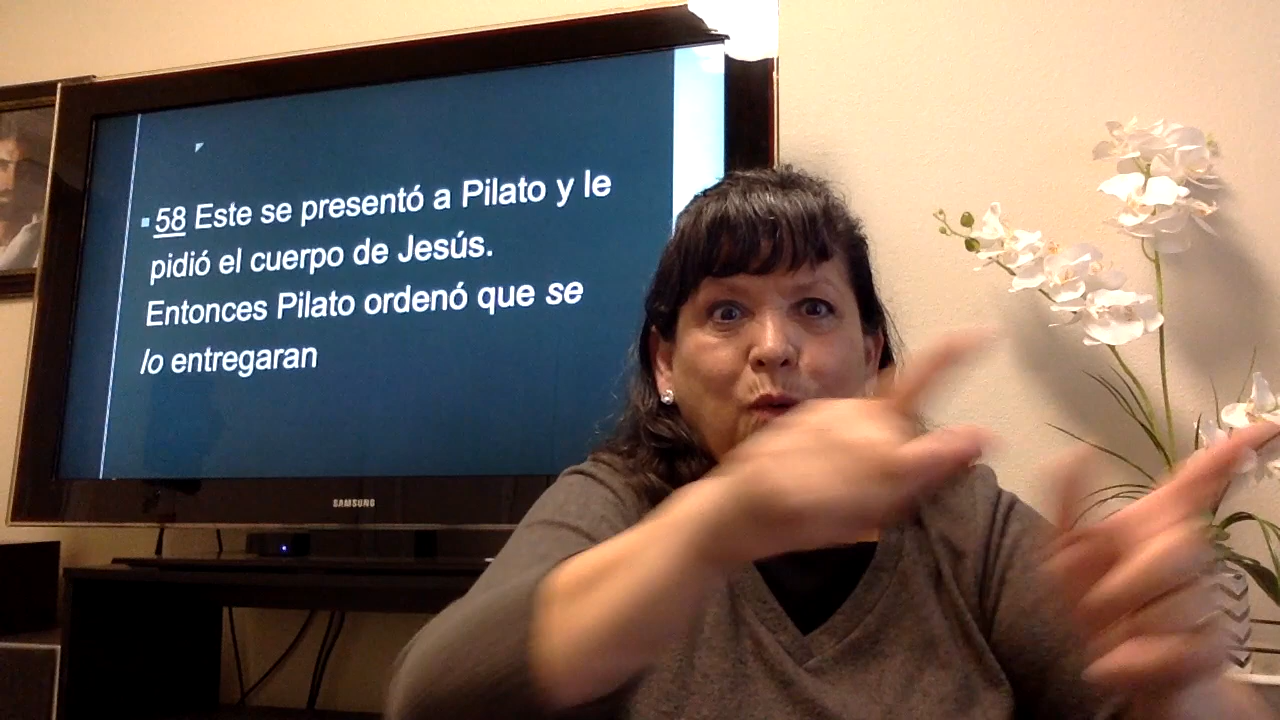 58 Este se presentó a Pilato y le
pidió el cuerpo de Jesús.
Entonces Pilato ordenó que se
lo entregaran
SAMSUNG